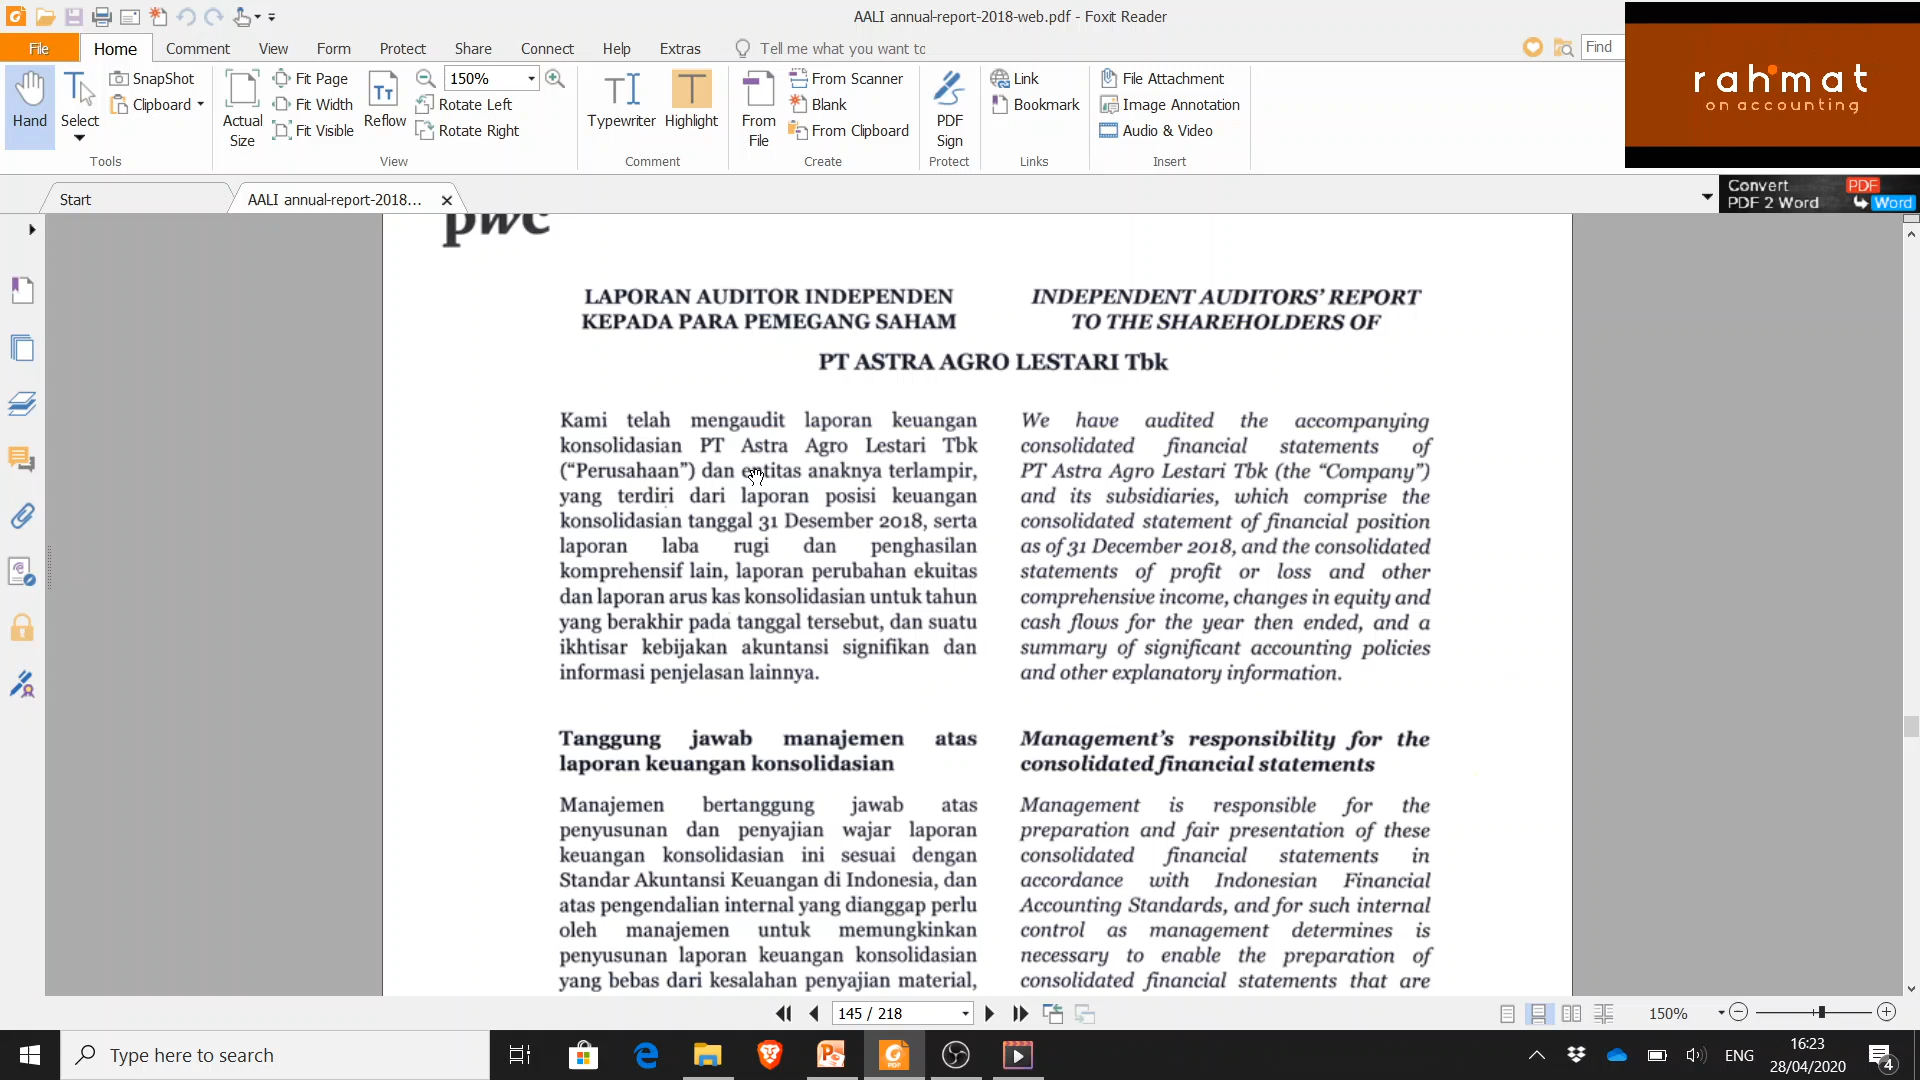 AALI annual-report-2018-web.pdf - Foxit Reader
File
Home
Comment
View
Form
Protect
Share
Connect
Help
Extras
Tell me what you want to
Find
rahmat
on accounting
Hand
Select
SnapShot
Clipboard
Tools
Actual
Size
Fit Page
Fit Width
Fit Visible
Reflow
150%
Rotate Left
Rotate Right
View
Typewriter
Highlight
Comment
From
File
From Scanner
Blank
From Clipboard
Create
PDF
Sign
Protect
Link
Bookmark
Links
File Attachment
Image Annotation
Audio & Video
Insert
Start
AALI annual-report-2018...
Convert PDF
PDF 2 Word Word
pwc
LAPORAN AUDITOR INDEPENDEN
KEPADA PARA PEMEGANG SAHAM
INDEPENDENT AUDITORS' REPORT
TO THE SHAREHOLDERS OF
PT ASTRA AGRO LESTARI Tbk
Kami telah mengaudit laporan keuangan
konsolidasian PT Astra Agro Lestari Tbk
("Perusahaan") dan entitas anaknya terlampir,
yang terdiri dari laporan posisi keuangan
konsolidasian tanggal 31 Desember 2018, serta
laporan laba rugi dan penghasilan
komprehensif lain, laporan perubahan ekuitas
dan laporan arus kas konsolidasian untuk tahun
yang berakhir pada tanggal tersebut, dan suatu
ikhtisar kebijakan akuntansi signifikan dan
informasi penjelasan lainnya.
Tanggung jawab manajemen atas
laporan keuangan konsolidasian
Manajemen bertanggung jawab atas
penyusunan dan penyajian wajar laporan
keuangan konsolidasian ini sesuai dengan
Standar Akuntansi Keuangan di Indonesia, dan
atas pengendalian internal yang dianggap perlu
oleh manajemen untuk memungkinkan
penyusunan laporan keuangan konsolidasian
yang bebas dari kesalahan penyajian material,
We have audited the accompanying
consolidated financial statements of
PT Astra Agro Lestari Tbk (the "Company")
and its subsidiaries, which comprise the
consolidated statement of financial position
as of 31 December 2018, and the consolidated
statements of profit or loss and other
comprehensive income, changes in equity and
cash flows for the year then ended, and a
summary of significant accounting policies
and other explanatory information.
Management's responsibility for the
consolidated financial statements
Management is responsible for the
preparation and fair presentation of these
consolidated financial statements in
accordance with Indonesian Financial
Accounting Standards, and for such internal
control as management determines is
necessary to enable the preparation of
consolidated financial statements that are
145 / 218
150%
Type here to search
ENG
16:23
28/04/2020
4